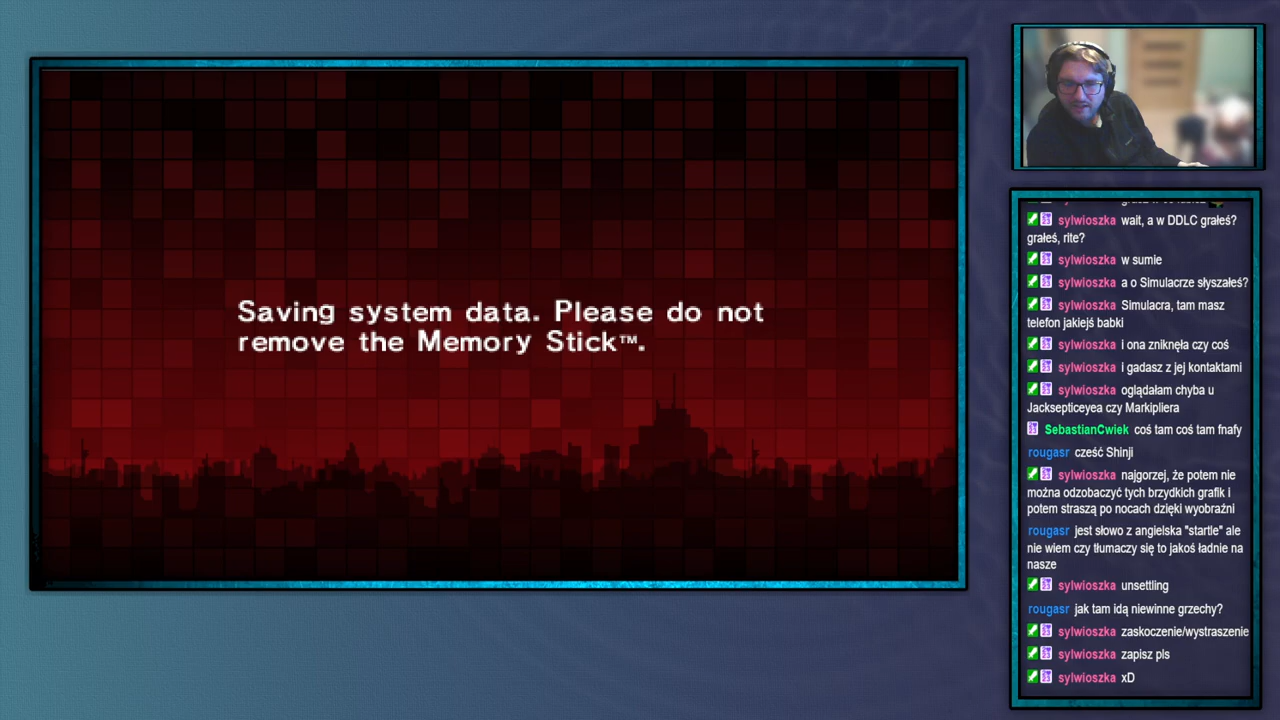 Saving system data. Please do not
remove the Memory Stick™.
sylwioszka wait, a w DDLC grałeś?
grałeś, rite?
sylwioszka w sumie
sylwioszka a o Simulacrze słyszałeś?
sylwioszka SImulacra, tam masz
telefon jakiejś babki
sylwioszka i ona zniknęła czy coś
sylwioszka i gadasz z jej kontaktami
sylwioszka oglądałam chyba u
Jacksepticeyea czy Markipliera
SebastianCwiek coś tam coś tam fnafy
rougasr cześć Shinji
sylwioszka najgorzej, że potem nie
można odzobaczyć tych brzydkich grafik i
potem straszą po nocach dzięki wyobraźni
rougasr jest słowo z angielska "startle" ale
nie wiem czy tłumaczy się to jakoś ładnie na
nasze
sylwioszka unsettling
rougasr jak tam idą niewinne grzechy?
sylwioszka zaskoczenie/wystraszenie
sylwioszka zapisz pls
sylwioszka xD